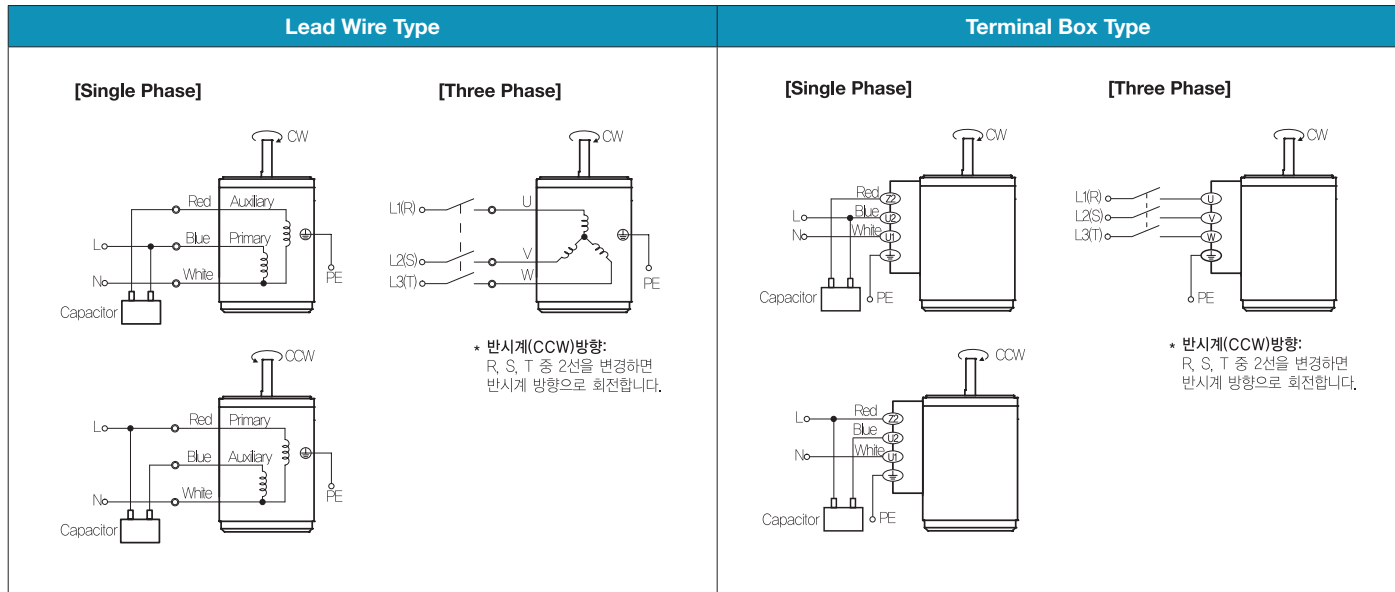 Lead Wire Type
[Single Phase]
CW
Red Auxiliary
L Blue Primary
N White
PE
Capacitor
CCW
L Red Primary
Blue Auxiliary
N White
PE
Capacitor
[Three Phase]
CW
L1(R) U
L2(S) V
L3(T) W
PE
* 반시계(CCW)방향:
R, S, T 중 2선을 변경하면
반시계 방향으로 회전합니다.
Terminal Box Type
[Single Phase]
CW
Red Z2
L Blue U2
N White U1
Capacitor PE
CCW
L Red Z2
Blue U2
N White U1
Capacitor PE
[Three Phase]
CW
L1(R) U
L2(S) V
L3(T) W
PE
* 반시계(CCW)방향:
R, S, T 중 2선을 변경하면
반시계 방향으로 회전합니다.